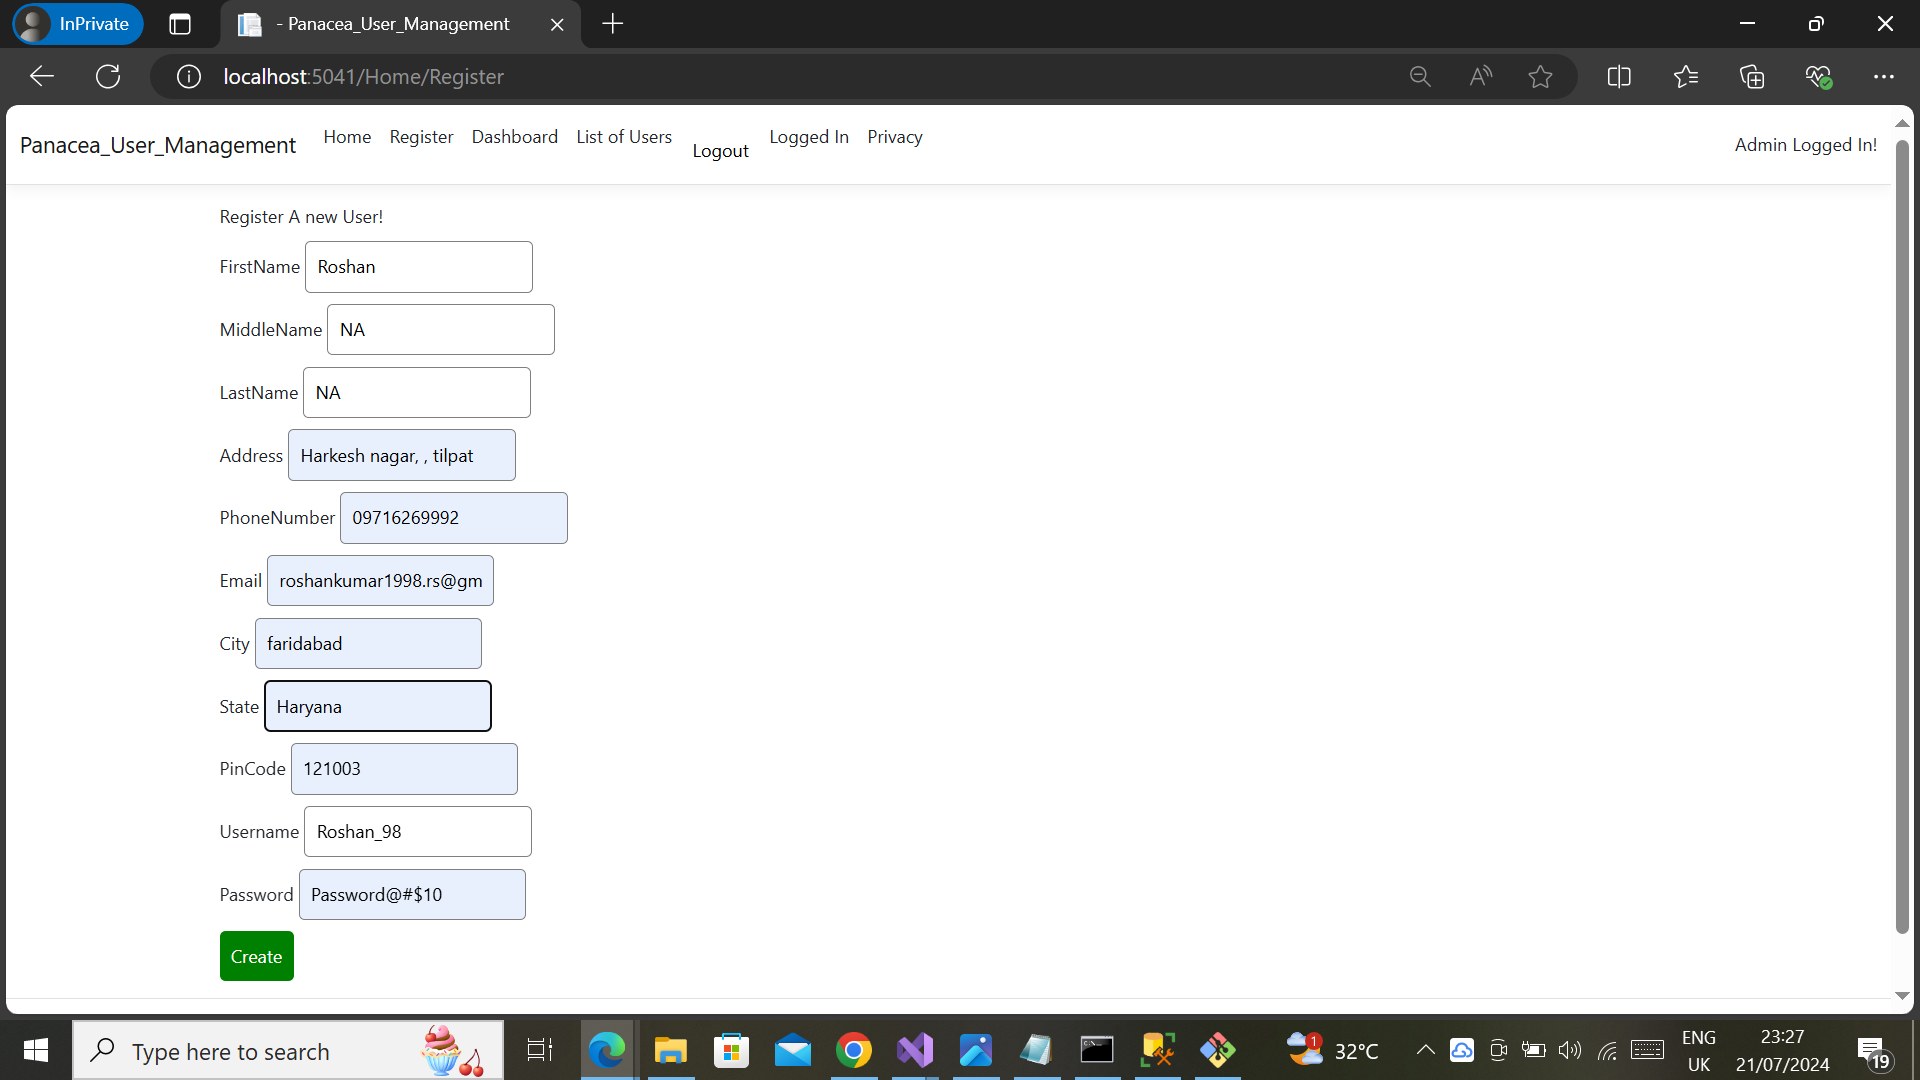 InPrivate
- Panacea_User_Management
localhost:5041/Home/Register
Panacea_User_Management
Home Register Dashboard List of Users Logout Logged In Privacy
Admin Logged In!
Register A new User!
FirstName Roshan
MiddleName NA
LastName NA
Address Harkesh nagar, , tilpat
PhoneNumber 09716269992
Email roshankumar1998.rs@gm
City faridabad
State Haryana
PinCode 121003
Username Roshan_98
Password Password@#$10
Create
Type here to search
1
32°C
ENG
UK
23:27
21/07/2024
19